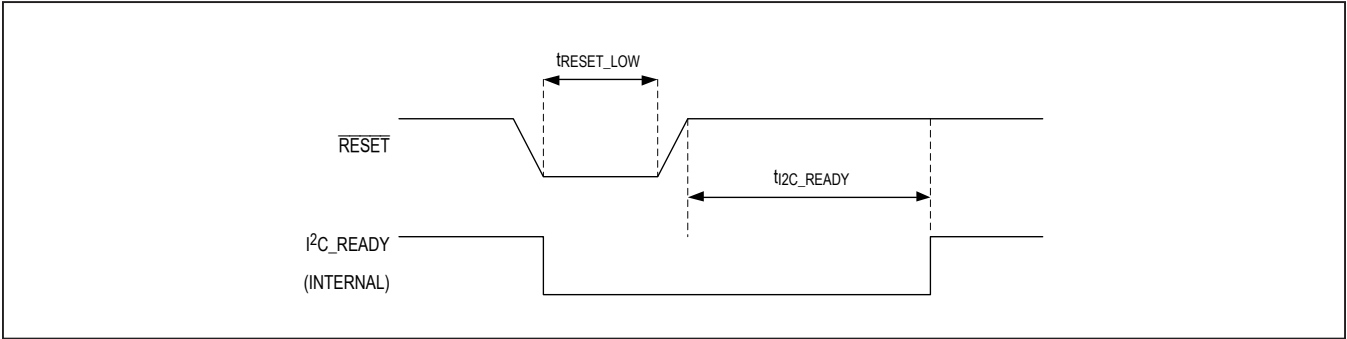 tRESET_LOW
RESET
tI2C_READY
I2C_READY
(INTERNAL)